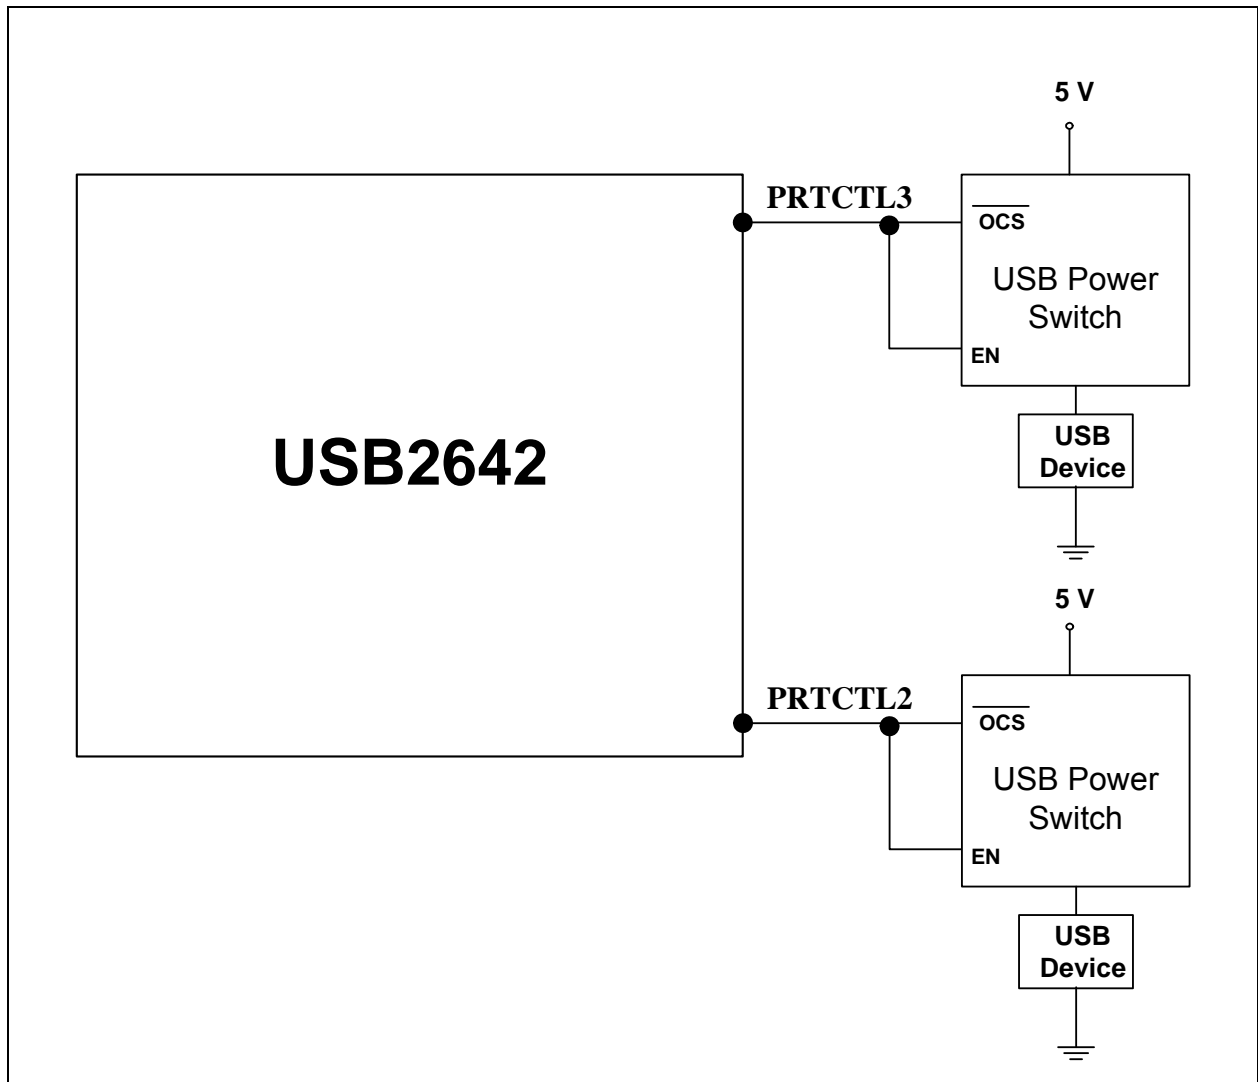 5 V
PRTCTL3
OCS
USB Power
Switch
EN
USB2642
USB
Device
5 V
PRTCTL2
OCS
USB Power
Switch
EN
USB
Device